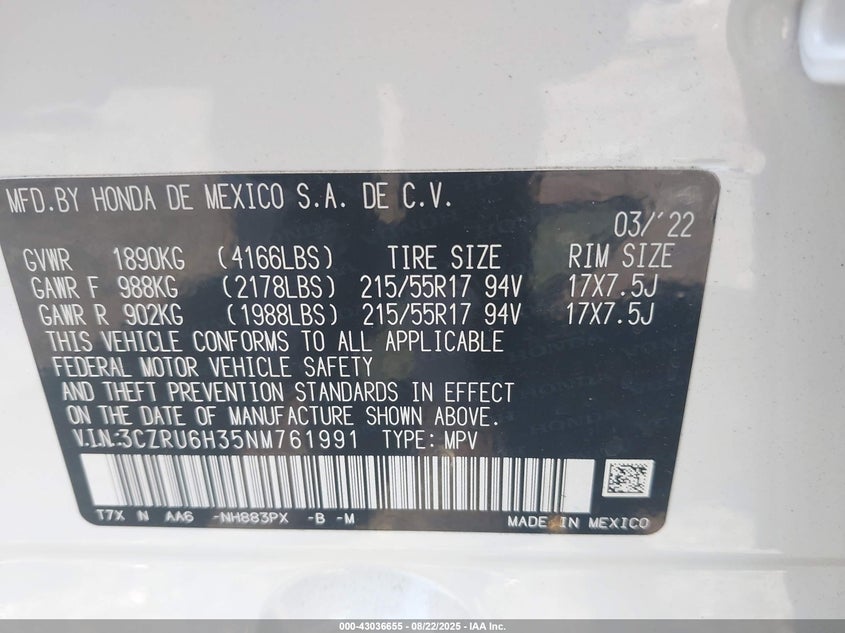 MFD.BY HONDA DE MEXICO S.A. DE C.V.
03/'22
GVWR 1890KG (4166LBS) TIRE SIZE RIM SIZE
GAWR F 988KG (2178LBS) 215/55R17 94V 17X7.5J
GAWR R 902KG (1988LBS) 215/55R17 94V 17X7.5J
THIS VEHICLE CONFORMS TO ALL APPLICABLE
FEDERAL MOTOR VEHICLE SAFETY
AND THEFT PREVENTION STANDARDS IN EFFECT
ON THE DATE OF MANUFACTURE SHOWN ABOVE.
V.I.N:3CZRU6H35NM761991 TYPE: MPV
T7X N AA6 -NH883PX -B -M MADE IN MEXICO
000-43036655 - 08/22/2025 - IAA Inc.